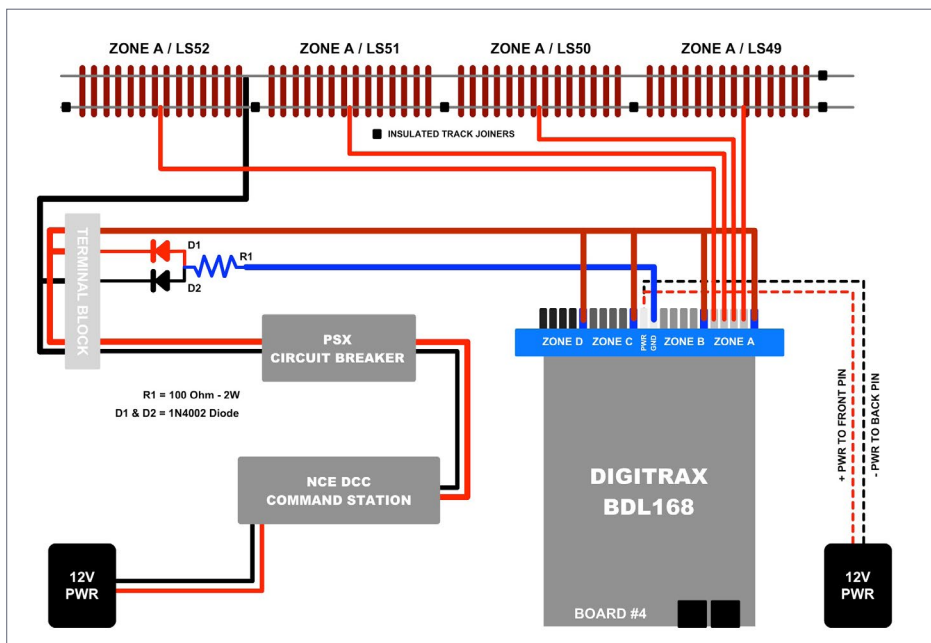 ZONE A / LS52
ZONE A / LS51
ZONE A / LS50
ZONE A / LS49
INSULATED TRACK JOINERS
TERMINAL BLOCK
D1
D2
R1
PSX
CIRCUIT BREAKER
R1 = 100 Ohm - 2W
D1 & D2 = 1N4002 Diode
ZONE D
ZONE C
PWR
GND
ZONE B
ZONE A
+ PWR TO FRONT PIN
- PWR TO BACK PIN
NCE DCC
COMMAND STATION
DIGITRAX
BDL168
12V
PWR
BOARD #4
12V
PWR